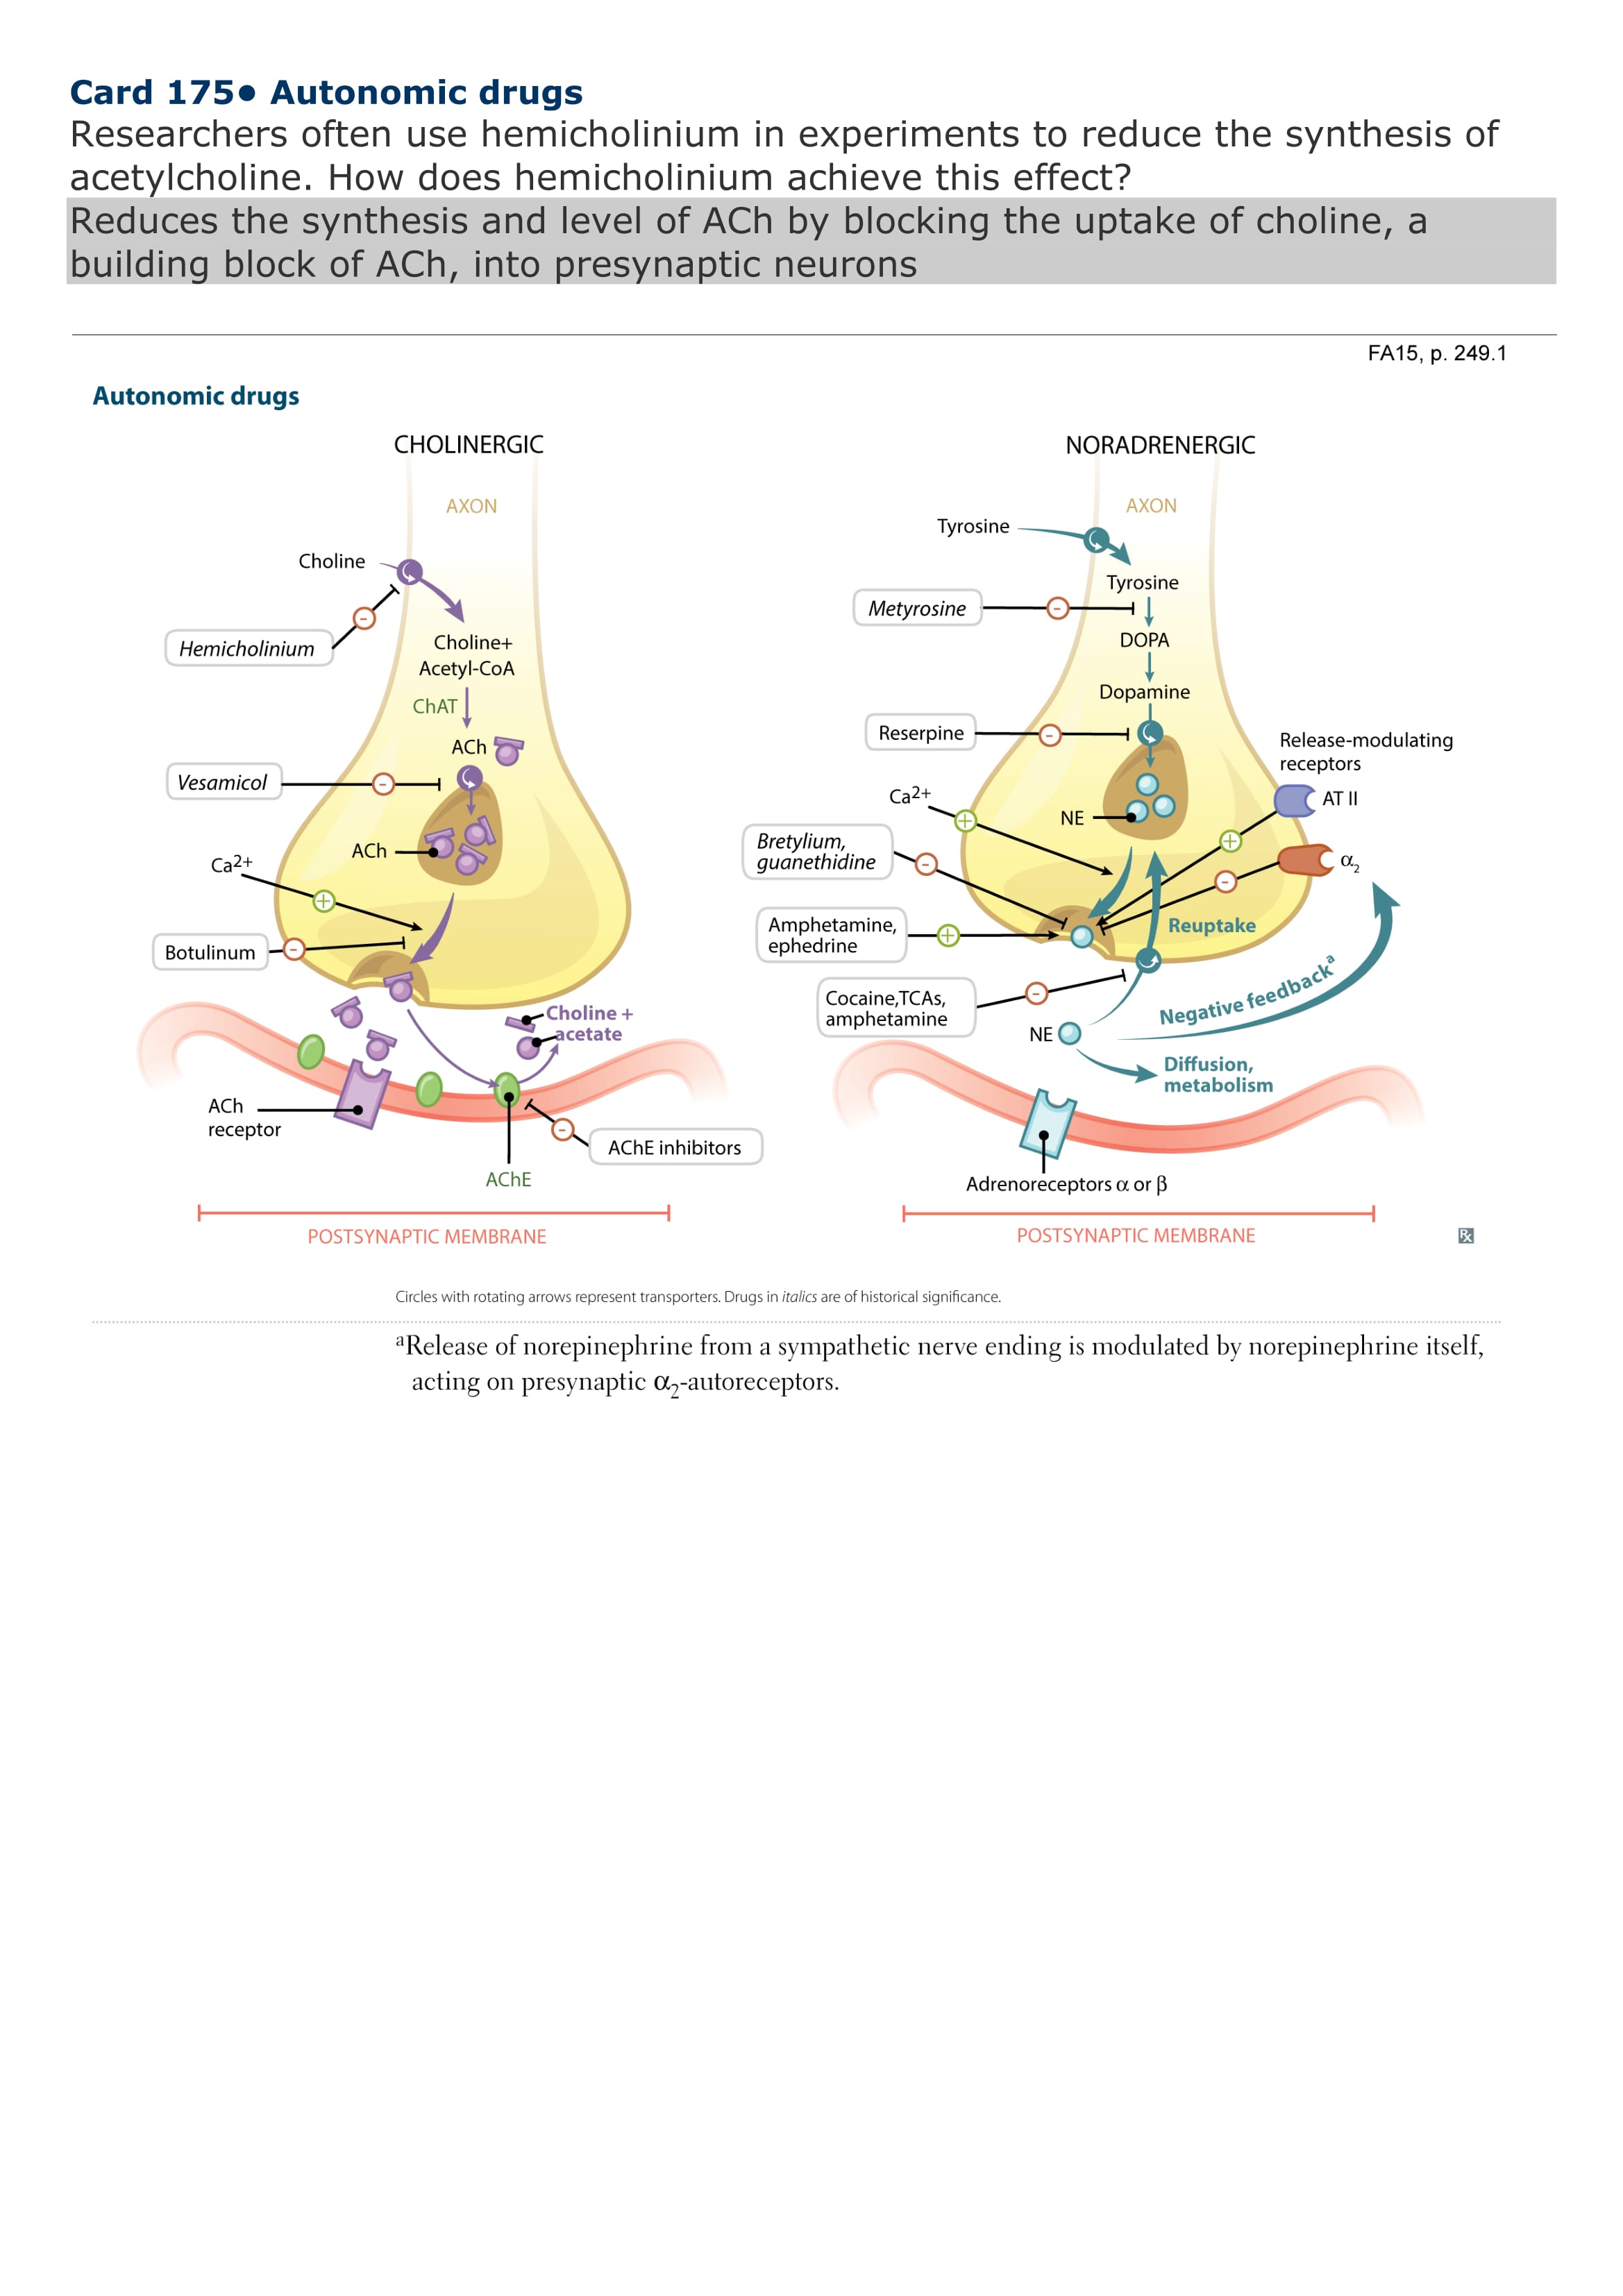 Card 175• Autonomic drugs
Researchers often use hemicholinium in experiments to reduce the synthesis of
acetylcholine. How does hemicholinium achieve this effect?
Reduces the synthesis and level of ACh by blocking the uptake of choline, a
building block of ACh, into presynaptic neurons
FA15, p. 249.1
Autonomic drugs
CHOLINERGIC
AXON
Choline
Hemicholinium
Choline+
Acetyl-CoA
ChAT
ACh
Vesamicol
ACh
Ca2+
Botulinum
Choline +
acetate
ACh
receptor
AChE inhibitors
AChE
POSTSYNAPTIC MEMBRANE
NORADRENERGIC
AXON
Tyrosine
Tyrosine
Metyrosine
DOPA
Dopamine
Reserpine
Release-modulating
receptors
AT II
Ca2+
NE
Bretylium,
guanethidine
α2
Amphetamine,
ephedrine
Reuptake
Cocaine,TCAs,
amphetamine
Negative feedbacka
NE
Diffusion,
metabolism
Adrenoreceptors α or β
POSTSYNAPTIC MEMBRANE
Rx
Circles with rotating arrows represent transporters. Drugs in italics are of historical significance.
aRelease of norepinephrine from a sympathetic nerve ending is modulated by norepinephrine itself,
acting on presynaptic α2-autoreceptors.